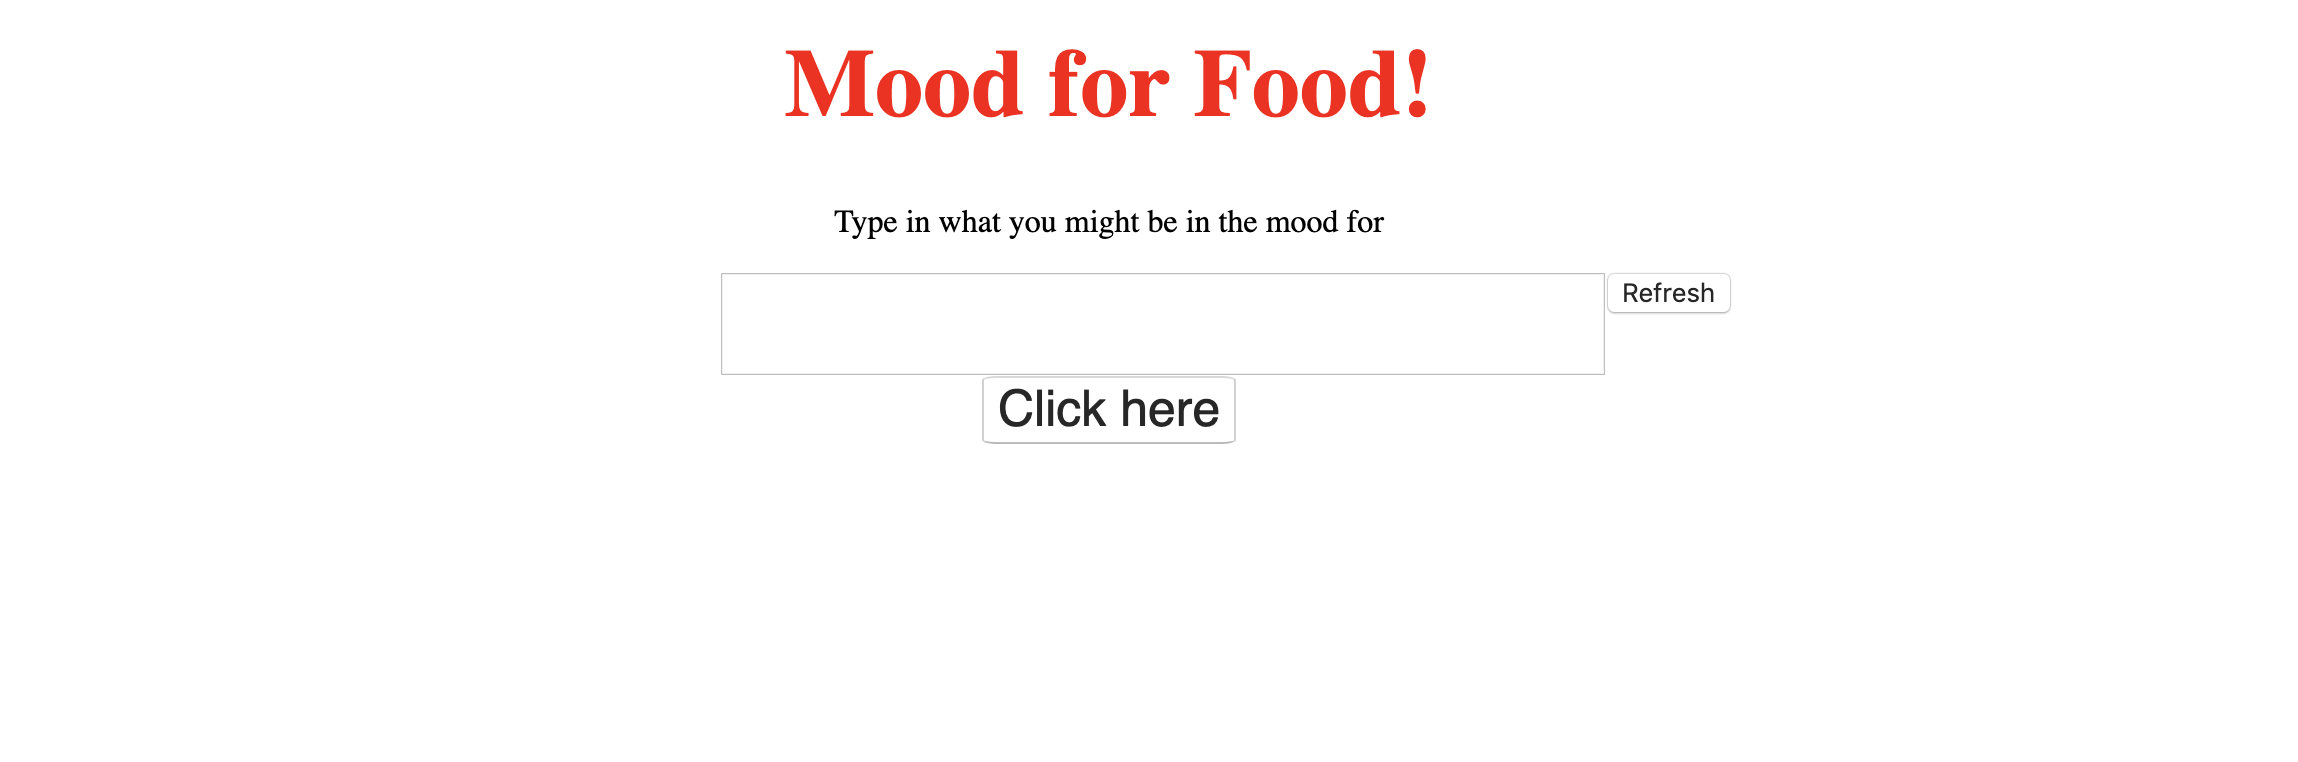 Mood for Food!
Type in what you might be in the mood for
Refresh
Click here